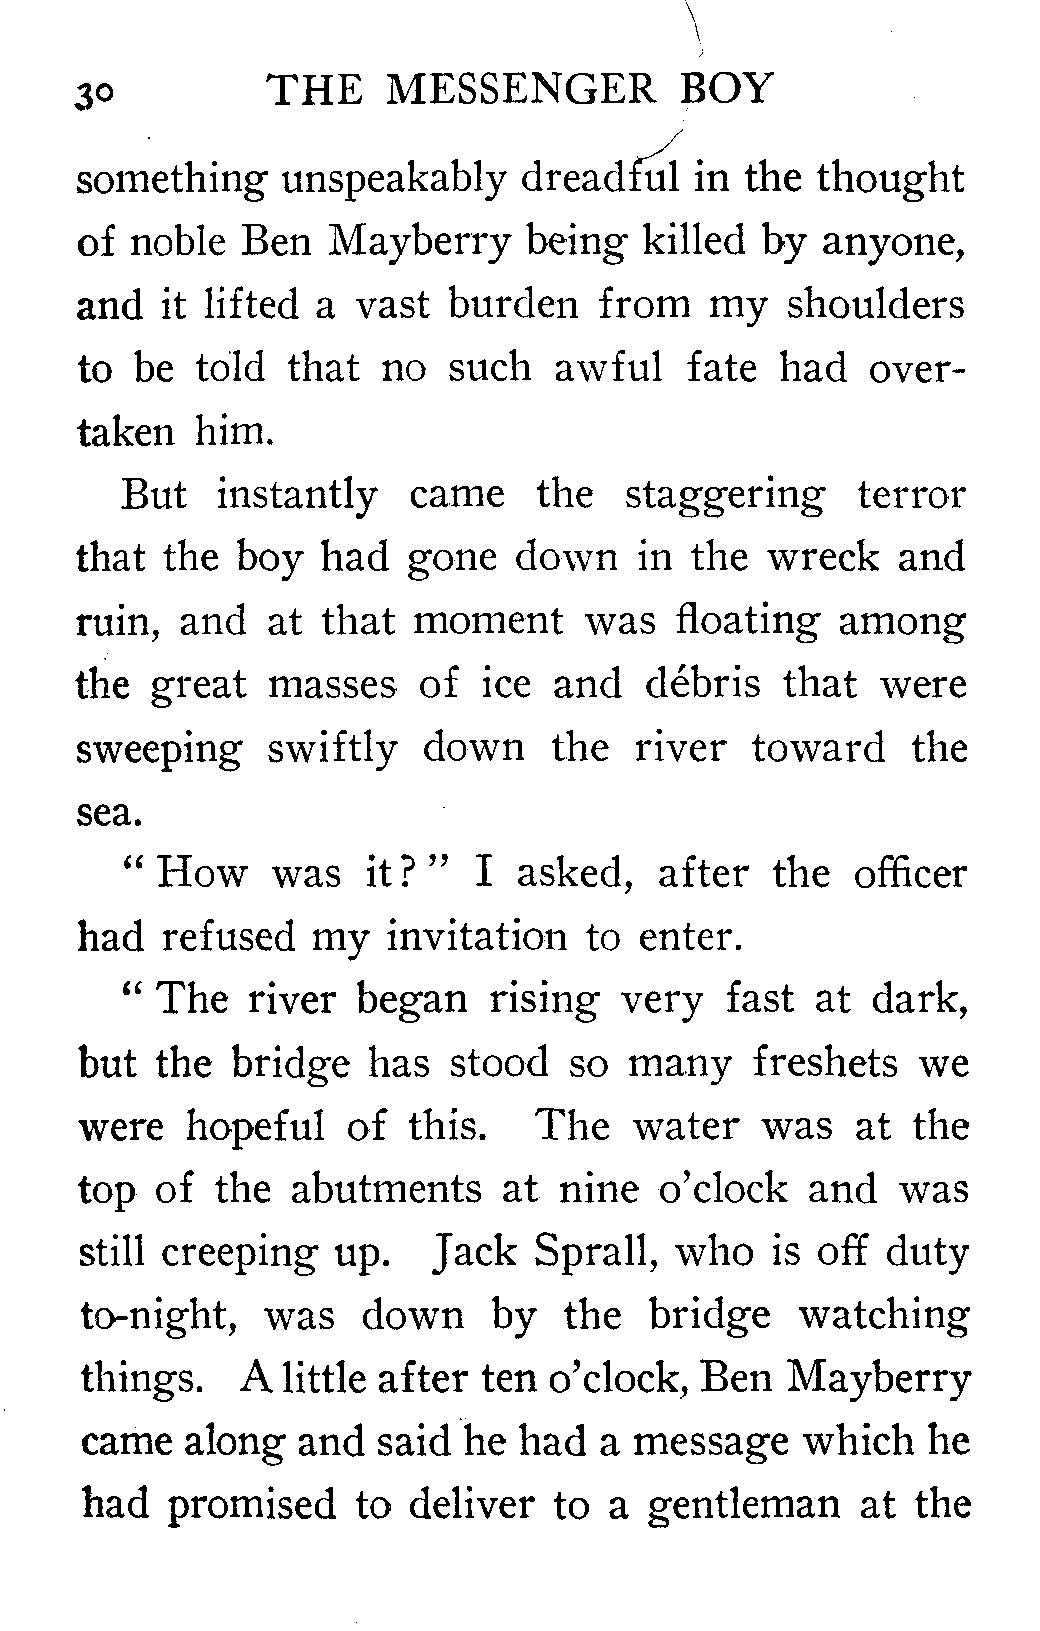 30 THE MESSENGER BOY
something unspeakably dreadful in the thought
of noble Ben Mayberry being killed by anyone,
and it lifted a vast burden from my shoulders
to be told that no such awful fate had over-
taken him.
But instantly came the staggering terror
that the boy had gone down in the wreck and
ruin, and at that moment was floating among
the great masses of ice and débris that were
sweeping swiftly down the river toward the
sea.
“ How was it? ” I asked, after the officer
had refused my invitation to enter.
“ The river began rising very fast at dark,
but the bridge has stood so many freshets we
were hopeful of this. The water was at the
top of the abutments at nine o’clock and was
still creeping up. Jack Sprall, who is off duty
to-night, was down by the bridge watching
things. A little after ten o’clock, Ben Mayberry
came along and said he had a message which he
had promised to deliver to a gentleman at the